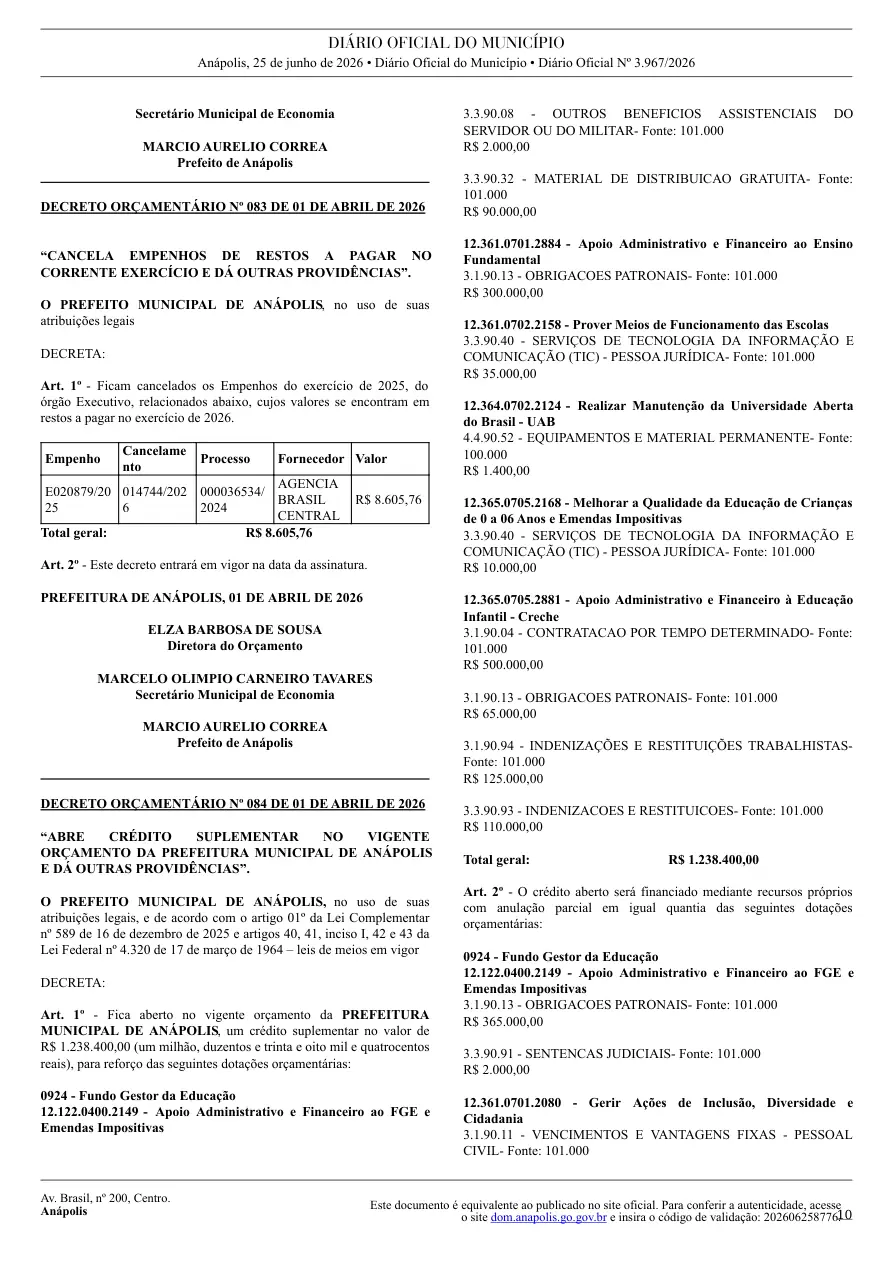 DIÁRIO OFICIAL DO MUNICÍPIO
Anápolis, 25 de junho de 2026 • Diário Oficial do Município • Diário Oficial Nº 3.967/2026
Secretário Municipal de Economia
MARCIO AURELIO CORREA
Prefeito de Anápolis
DECRETO ORÇAMENTÁRIO Nº 083 DE 01 DE ABRIL DE 2026
“CANCELA EMPENHOS DE RESTOS A PAGAR NO
CORRENTE EXERCÍCIO E DÁ OUTRAS PROVIDÊNCIAS”.
O PREFEITO MUNICIPAL DE ANÁPOLIS, no uso de suas
atribuições legais
DECRETA:
Art. 1º - Ficam cancelados os Empenhos do exercício de 2025, do
órgão Executivo, relacionados abaixo, cujos valores se encontram em
restos a pagar no exercício de 2026.
Empenho Cancelame
nto Processo Fornecedor Valor
E020879/20
25 014744/202
6 000036534/
2024 AGENCIA
BRASIL
CENTRAL R$ 8.605,76
Total geral: R$ 8.605,76
Art. 2º - Este decreto entrará em vigor na data da assinatura.
PREFEITURA DE ANÁPOLIS, 01 DE ABRIL DE 2026
ELZA BARBOSA DE SOUSA
Diretora do Orçamento
MARCELO OLIMPIO CARNEIRO TAVARES
Secretário Municipal de Economia
MARCIO AURELIO CORREA
Prefeito de Anápolis
DECRETO ORÇAMENTÁRIO Nº 084 DE 01 DE ABRIL DE 2026
“ABRE CRÉDITO SUPLEMENTAR NO VIGENTE
ORÇAMENTO DA PREFEITURA MUNICIPAL DE ANÁPOLIS
E DÁ OUTRAS PROVIDÊNCIAS”.
O PREFEITO MUNICIPAL DE ANÁPOLIS, no uso de suas
atribuições legais, e de acordo com o artigo 01º da Lei Complementar
nº 589 de 16 de dezembro de 2025 e artigos 40, 41, inciso I, 42 e 43 da
Lei Federal nº 4.320 de 17 de março de 1964 – leis de meios em vigor
DECRETA:
Art. 1º - Fica aberto no vigente orçamento da PREFEITURA
MUNICIPAL DE ANÁPOLIS, um crédito suplementar no valor de
R$ 1.238.400,00 (um milhão, duzentos e trinta e oito mil e quatrocentos
reais), para reforço das seguintes dotações orçamentárias:
0924 - Fundo Gestor da Educação
12.122.0400.2149 - Apoio Administrativo e Financeiro ao FGE e
Emendas Impositivas
3.3.90.08 - OUTROS BENEFICIOS ASSISTENCIAIS DO
SERVIDOR OU DO MILITAR- Fonte: 101.000
R$ 2.000,00
3.3.90.32 - MATERIAL DE DISTRIBUICAO GRATUITA- Fonte:
101.000
R$ 90.000,00
12.361.0701.2884 - Apoio Administrativo e Financeiro ao Ensino
Fundamental
3.1.90.13 - OBRIGACOES PATRONAIS- Fonte: 101.000
R$ 300.000,00
12.361.0702.2158 - Prover Meios de Funcionamento das Escolas
3.3.90.40 - SERVIÇOS DE TECNOLOGIA DA INFORMAÇÃO E
COMUNICAÇÃO (TIC) - PESSOA JURÍDICA- Fonte: 101.000
R$ 35.000,00
12.364.0702.2124 - Realizar Manutenção da Universidade Aberta
do Brasil - UAB
4.4.90.52 - EQUIPAMENTOS E MATERIAL PERMANENTE- Fonte:
100.000
R$ 1.400,00
12.365.0705.2168 - Melhorar a Qualidade da Educação de Crianças
de 0 a 06 Anos e Emendas Impositivas
3.3.90.40 - SERVIÇOS DE TECNOLOGIA DA INFORMAÇÃO E
COMUNICAÇÃO (TIC) - PESSOA JURÍDICA- Fonte: 101.000
R$ 10.000,00
12.365.0705.2881 - Apoio Administrativo e Financeiro à Educação
Infantil - Creche
3.1.90.04 - CONTRATACAO POR TEMPO DETERMINADO- Fonte:
101.000
R$ 500.000,00
3.1.90.13 - OBRIGACOES PATRONAIS- Fonte: 101.000
R$ 65.000,00
3.1.90.94 - INDENIZAÇÕES E RESTITUIÇÕES TRABALHISTAS-
Fonte: 101.000
R$ 125.000,00
3.3.90.93 - INDENIZACOES E RESTITUICOES- Fonte: 101.000
R$ 110.000,00
Total geral: R$ 1.238.400,00
Art. 2º - O crédito aberto será financiado mediante recursos próprios
com anulação parcial em igual quantia das seguintes dotações
orçamentárias:
0924 - Fundo Gestor da Educação
12.122.0400.2149 - Apoio Administrativo e Financeiro ao FGE e
Emendas Impositivas
3.1.90.13 - OBRIGACOES PATRONAIS- Fonte: 101.000
R$ 365.000,00
3.3.90.91 - SENTENCAS JUDICIAIS- Fonte: 101.000
R$ 2.000,00
12.361.0701.2080 - Gerir Ações de Inclusão, Diversidade e
Cidadania
3.1.90.11 - VENCIMENTOS E VANTAGENS FIXAS - PESSOAL
CIVIL- Fonte: 101.000
Av. Brasil, nº 200, Centro.
Anápolis
Este documento é equivalente ao publicado no site oficial. Para conferir a autenticidade, acesse
o site dom.anapolis.go.gov.br e insira o código de validação: 202606258776
10